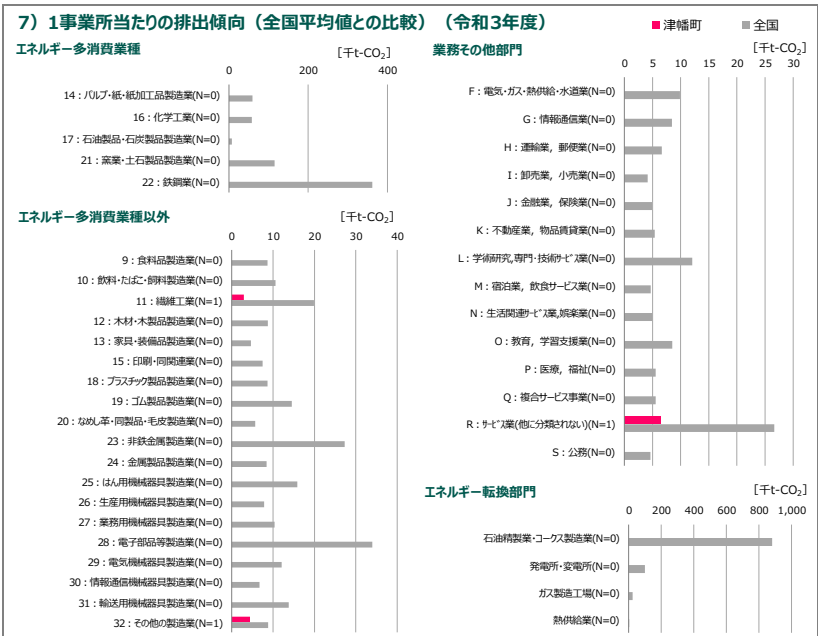 7）1事業所当たりの排出傾向（全国平均値との比較）（令和3年度）
津幡町 全国
エネルギー多消費業種
[千t-CO₂]
0 200 400
14：パルプ・紙・紙加工品製造業(N=0)
16：化学工業(N=0)
17：石油製品・石炭製品製造業(N=0)
21：窯業・土石製品製造業(N=0)
22：鉄鋼業(N=0)
エネルギー多消費業種以外
[千t-CO₂]
0 10 20 30 40
9：食料品製造業(N=0)
10：飲料・たばこ・飼料製造業(N=0)
11：繊維工業(N=1)
12：木材・木製品製造業(N=0)
13：家具・装備品製造業(N=0)
15：印刷・同関連業(N=0)
18：プラスチック製品製造業(N=0)
19：ゴム製品製造業(N=0)
20：なめし革・同製品・毛皮製造業(N=0)
23：非鉄金属製造業(N=0)
24：金属製品製造業(N=0)
25：はん用機械器具製造業(N=0)
26：生産用機械器具製造業(N=0)
27：業務用機械器具製造業(N=0)
28：電子部品等製造業(N=0)
29：電気機械器具製造業(N=0)
30：情報通信機械器具製造業(N=0)
31：輸送用機械器具製造業(N=0)
32：その他の製造業(N=1)
業務その他部門
[千t-CO₂]
0 5 10 15 20 25 30
F：電気・ガス・熱供給・水道業(N=0)
G：情報通信業(N=0)
H：運輸業，郵便業(N=0)
I：卸売業，小売業(N=0)
J：金融業，保険業(N=0)
K：不動産業，物品賃貸業(N=0)
L：学術研究,専門・技術ｻｰﾋﾞｽ業(N=0)
M：宿泊業，飲食サービス業(N=0)
N：生活関連ｻｰﾋﾞｽ業,娯楽業(N=0)
O：教育，学習支援業(N=0)
P：医療，福祉(N=0)
Q：複合サービス事業(N=0)
R：ｻｰﾋﾞｽ業(他に分類されない)(N=1)
S：公務(N=0)
エネルギー転換部門
[千t-CO₂]
0 200 400 600 800 1,000
石油精製業・コークス製造業(N=0)
発電所・変電所(N=0)
ガス製造工場(N=0)
熱供給業(N=0)